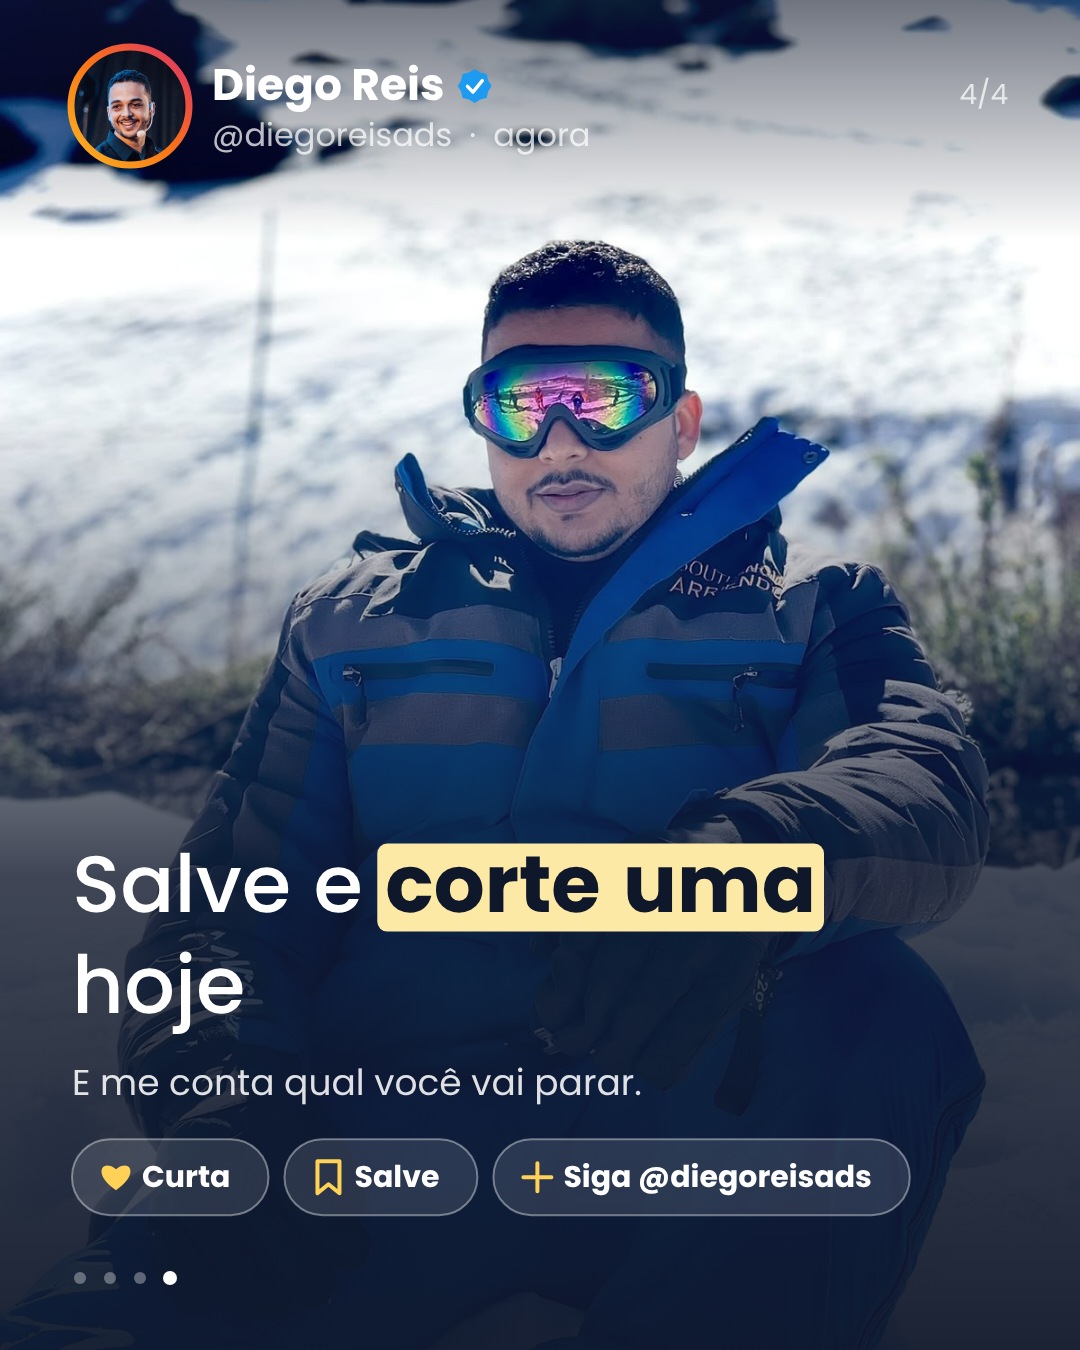 Diego Reis
@diegoreisads · agora
4/4
Salve e corte uma
hoje
E me conta qual você vai parar.
Curta
Salve
Siga @diegoreisads